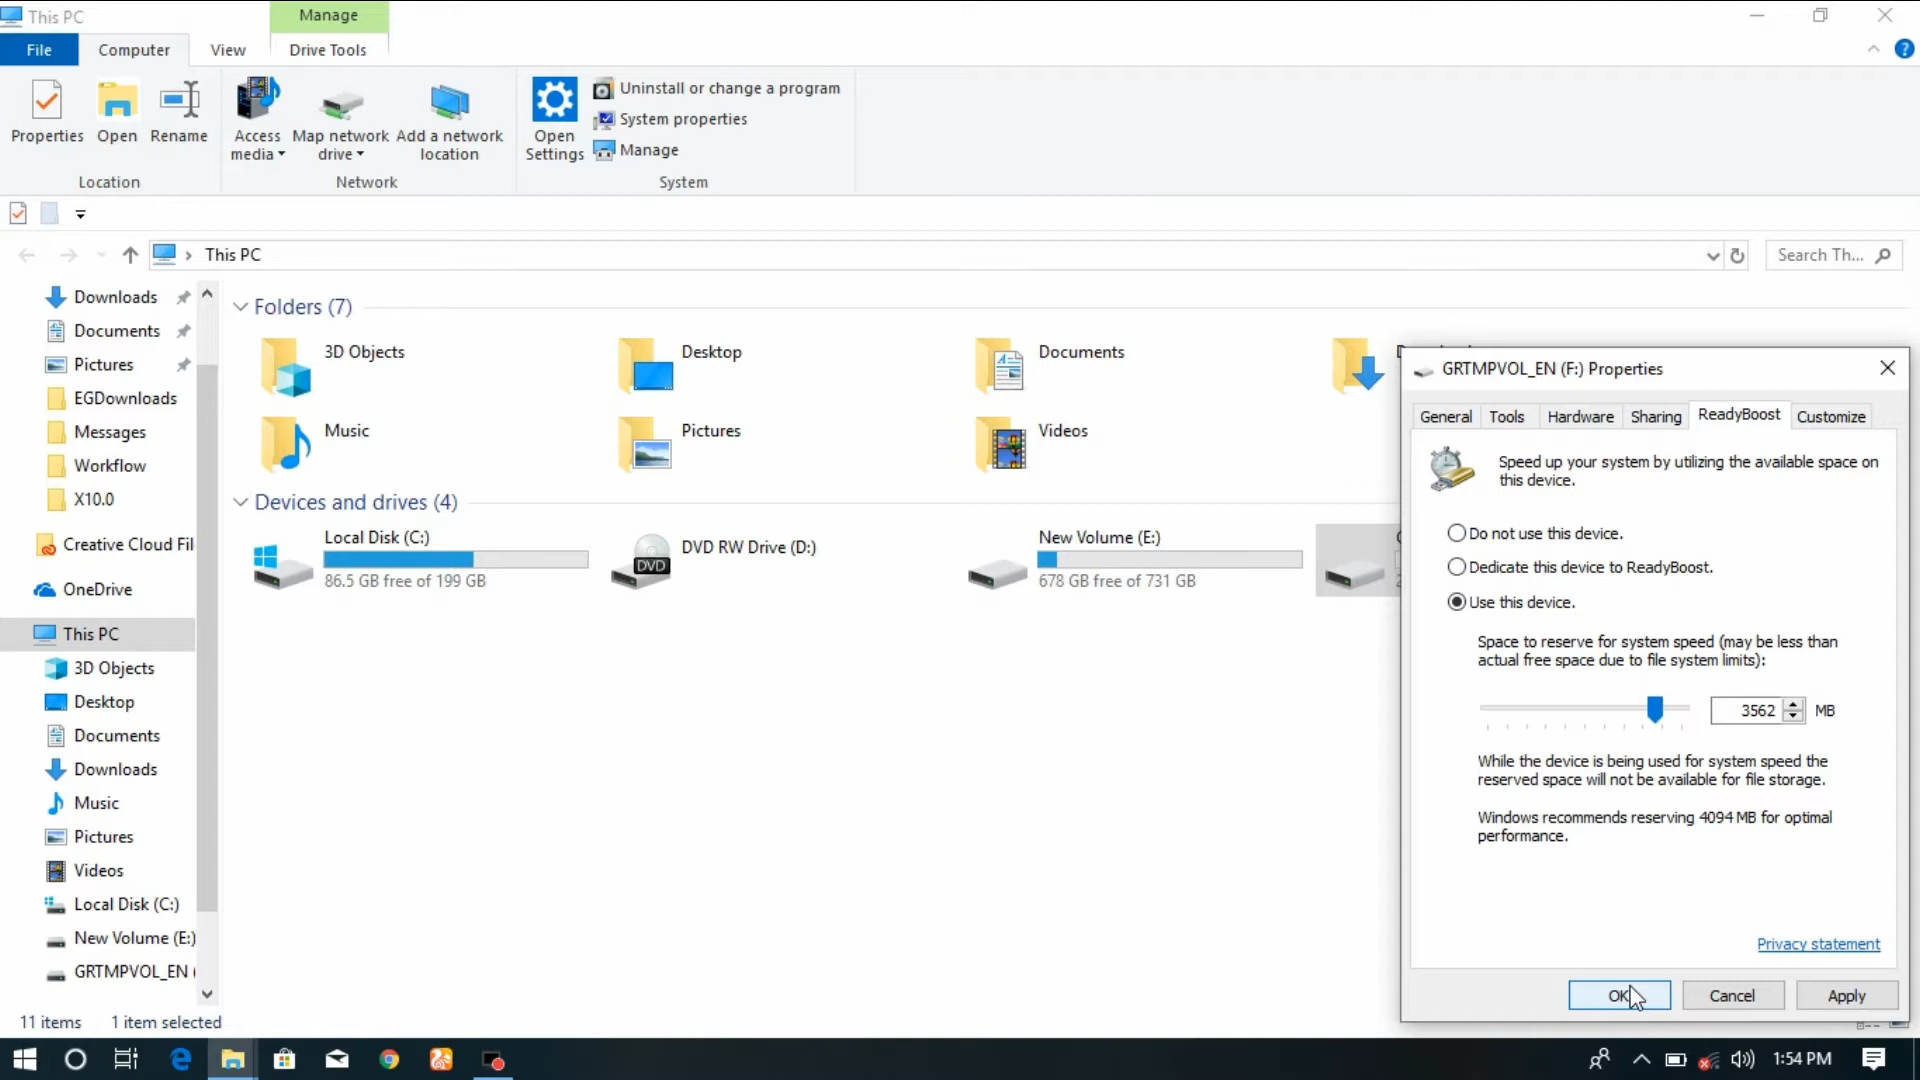 This PC
Manage
File
Computer
View
Drive Tools
Properties
Open
Rename
Access
media
Map network
drive
Add a network
location
Open
Settings
Uninstall or change a program
System properties
Manage
Location
Network
System
This PC
Search Th...
Downloads
Documents
Pictures
EGDownloads
Messages
Workflow
X10.0
Creative Cloud Fil
OneDrive
This PC
3D Objects
Desktop
Documents
Downloads
Music
Pictures
Videos
Local Disk (C:)
New Volume (E:)
GRTMPVOL_EN (
Folders (7)
3D Objects
Desktop
Documents
Music
Pictures
Videos
Devices and drives (4)
Local Disk (C:)
86.5 GB free of 199 GB
DVD RW Drive (D:)
DVD
New Volume (E:)
678 GB free of 731 GB
GRTMPVOL_EN (F:) Properties
General
Tools
Hardware
Sharing
ReadyBoost
Customize
Speed up your system by utilizing the available space on
this device.
Do not use this device.
Dedicate this device to ReadyBoost.
Use this device.
Space to reserve for system speed (may be less than
actual free space due to file system limits):
3562 MB
While the device is being used for system speed the
reserved space will not be available for file storage.
Windows recommends reserving 4094 MB for optimal
performance.
Privacy statement
OK
Cancel
Apply
11 items
1 item selected
1:54 PM